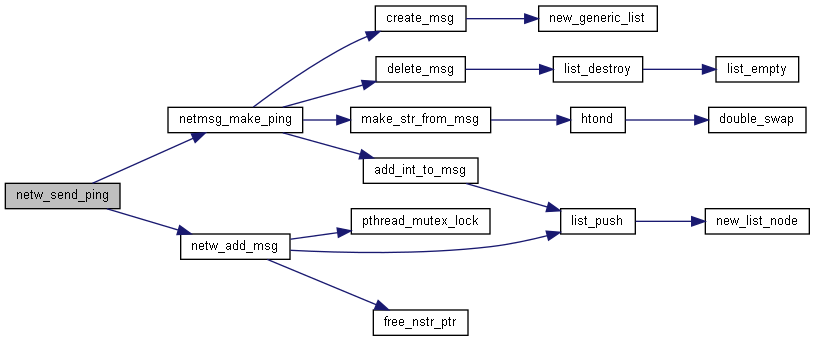 create_msg
new_generic_list
delete_msg
list_destroy
list_empty
netmsg_make_ping
make_str_from_msg
htond
double_swap
add_int_to_msg
netw_send_ping
pthread_mutex_lock
list_push
new_list_node
netw_add_msg
free_nstr_ptr